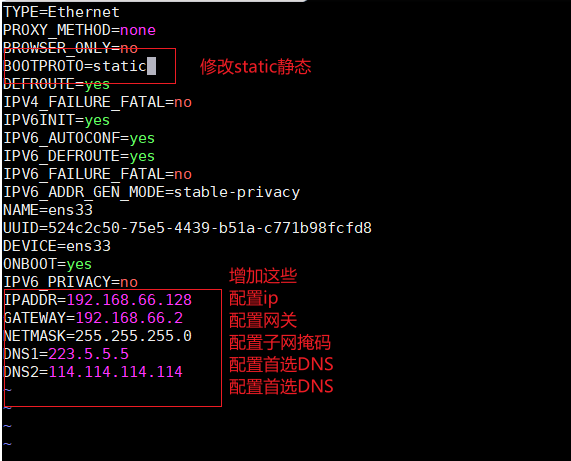 TYPE=Ethernet
PROXY_METHOD=none
BROWSER_ONLY=no
BOOTPROTO=static 修改static静态
DEFROUTE=yes
IPV4_FAILURE_FATAL=no
IPV6INIT=yes
IPV6_AUTOCONF=yes
IPV6_DEFROUTE=yes
IPV6_FAILURE_FATAL=no
IPV6_ADDR_GEN_MODE=stable-privacy
NAME=ens33
UUID=524c2c50-75e5-4439-b51a-c771b98fcfd8
DEVICE=ens33
ONBOOT=yes
IPV6_PRIVACY=no 增加这些
IPADDR=192.168.66.128 配置ip
GATEWAY=192.168.66.2 配置网关
NETMASK=255.255.255.0 配置子网掩码
DNS1=223.5.5.5 配置首选DNS
DNS2=114.114.114.114 配置首选DNS
~
~
~
~